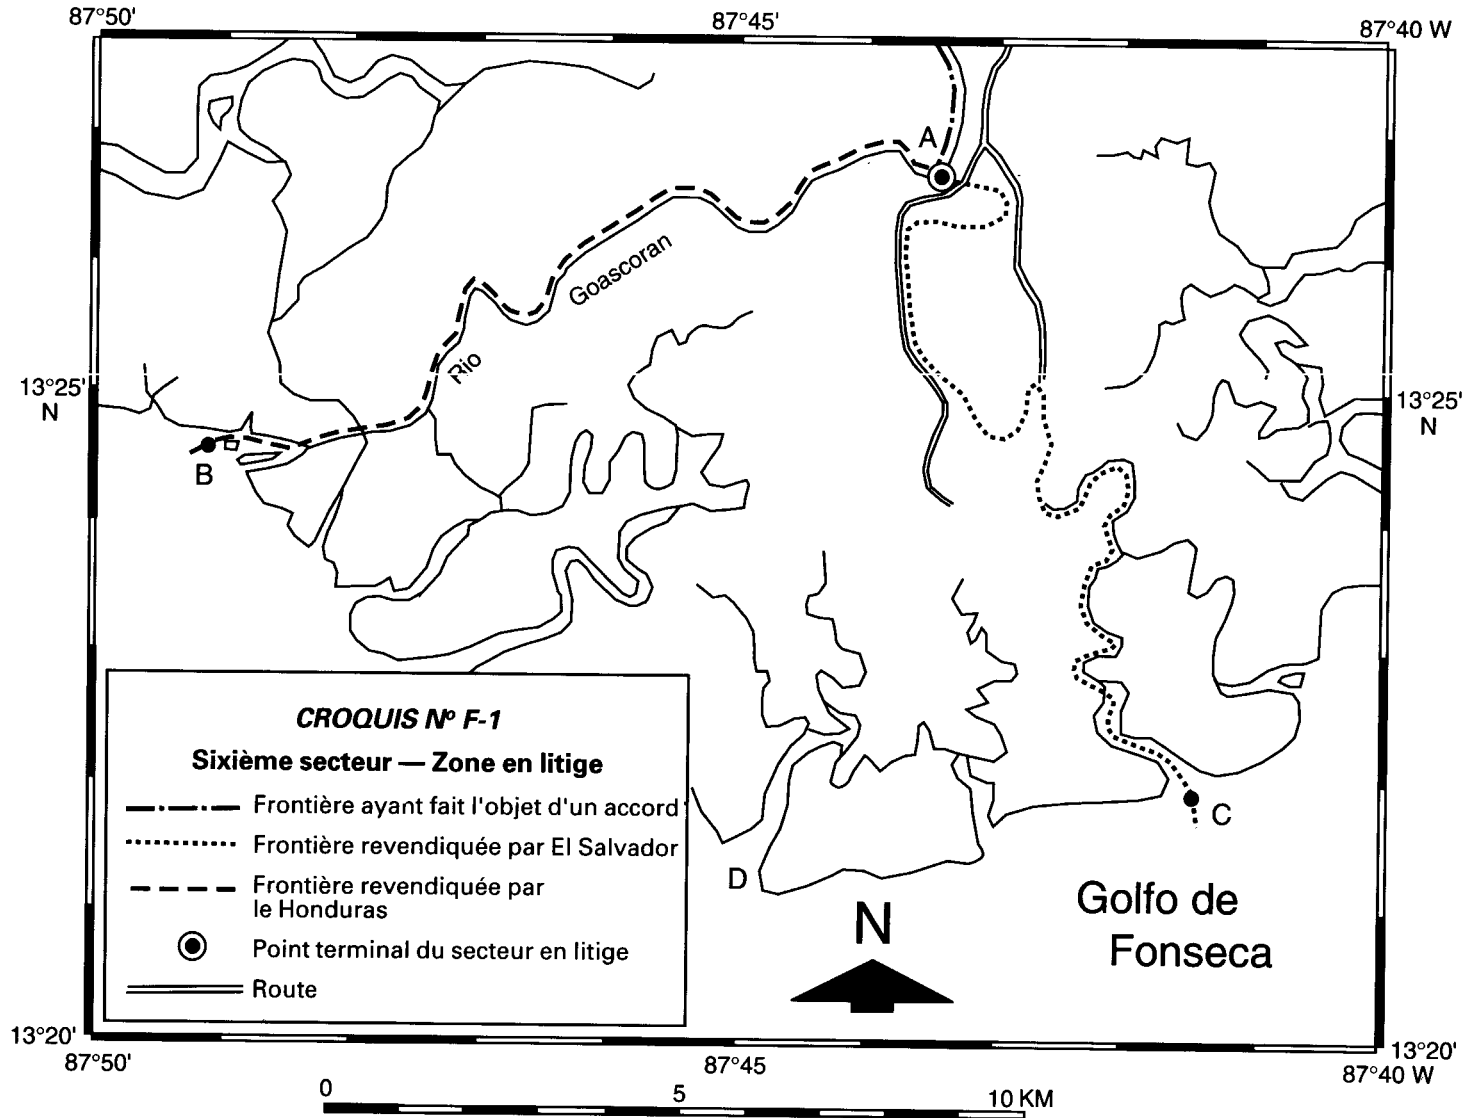 87°50'
87°45'
87°40 W
A
Goascoran
Rio
13°25'
N
13°25'
N
B
CROQUIS Nº F-1
Sixième secteur — Zone en litige
Frontière ayant fait l'objet d'un accord
Frontière revendiquée par El Salvador
Frontière revendiquée par
le Honduras
Point terminal du secteur en litige
Route
C
D
N
Golfo de
Fonseca
13°20'
13°20'
87°50'
87°45
87°40 W
0
5
10 KM